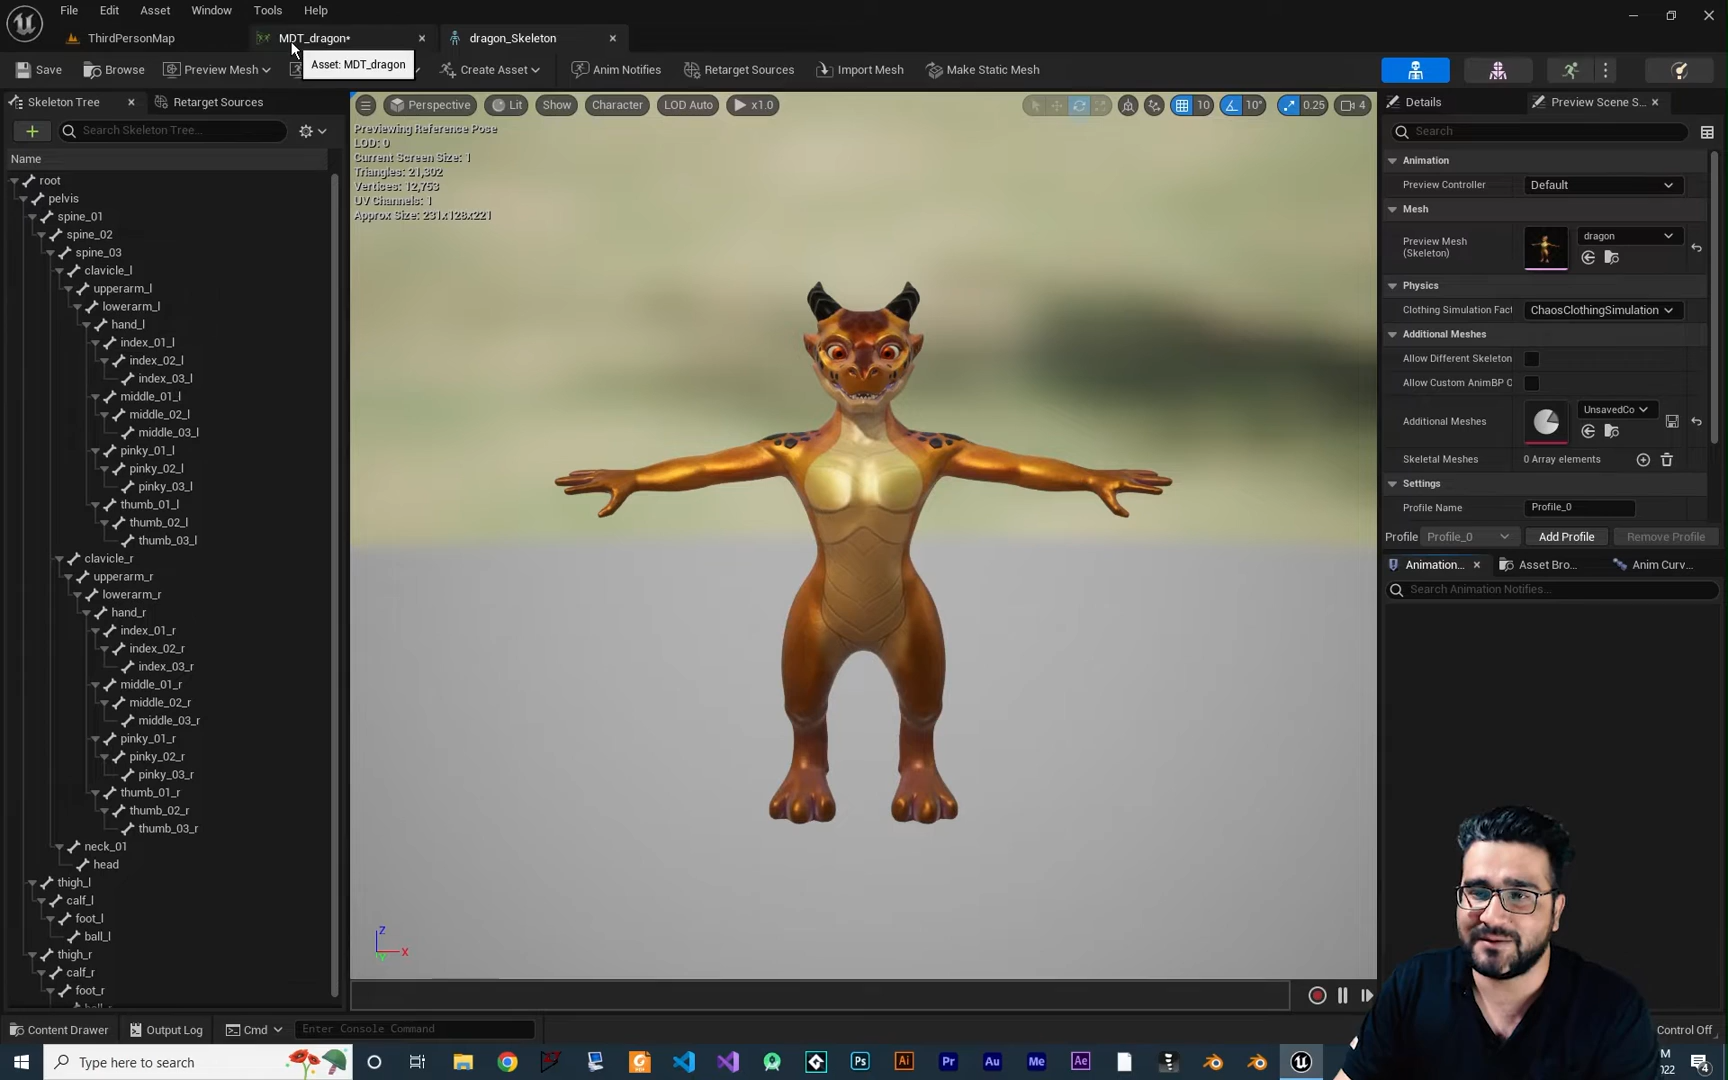 File Edit Asset Window Tools Help
ThirdPersonMap MDT_dragon* dragon_Skeleton
Asset: MDT_dragon
Save Browse Preview Mesh Create Asset Anim Notifies Retarget Sources Import Mesh Make Static Mesh
Skeleton Tree Retarget Sources
Search Skeleton Tree...
Name
root
pelvis
spine_01
spine_02
spine_03
clavicle_l
upperarm_l
lowerarm_l
hand_l
index_01_l
index_02_l
index_03_l
middle_01_l
middle_02_l
middle_03_l
pinky_01_l
pinky_02_l
pinky_03_l
thumb_01_l
thumb_02_l
thumb_03_l
clavicle_r
upperarm_r
lowerarm_r
hand_r
index_01_r
index_02_r
index_03_r
middle_01_r
middle_02_r
middle_03_r
pinky_01_r
pinky_02_r
pinky_03_r
thumb_01_r
thumb_02_r
thumb_03_r
neck_01
head
thigh_l
calf_l
foot_l
ball_l
thigh_r
calf_r
foot_r
Perspective Lit Show Character LOD Auto x1.0 10 10° 0.25 4
Previewing Reference Pose
LOD: 0
Current Screen Size: 1
Triangles: 21,302
Vertices: 12,753
UV Channels: 1
Approx Size: 231x128x221
Z
X
Y
Details Preview Scene S...
Search
Animation
Preview Controller Default
Mesh
Preview Mesh (Skeleton) dragon
Physics
Clothing Simulation Fact ChaosClothingSimulation
Additional Meshes
Allow Different Skeleton
Allow Custom AnimBP O
Additional Meshes UnsavedCo
Skeletal Meshes 0 Array elements
Settings
Profile Name Profile_0
Profile Profile_0 Add Profile Remove Profile
Animation... Asset Bro... Anim Curv...
Search Animation Notifies...
Content Drawer Output Log Cmd Enter Console Command
Control Off
Type here to search
Ps Ai Pr Au Me Ae
M
2022
4